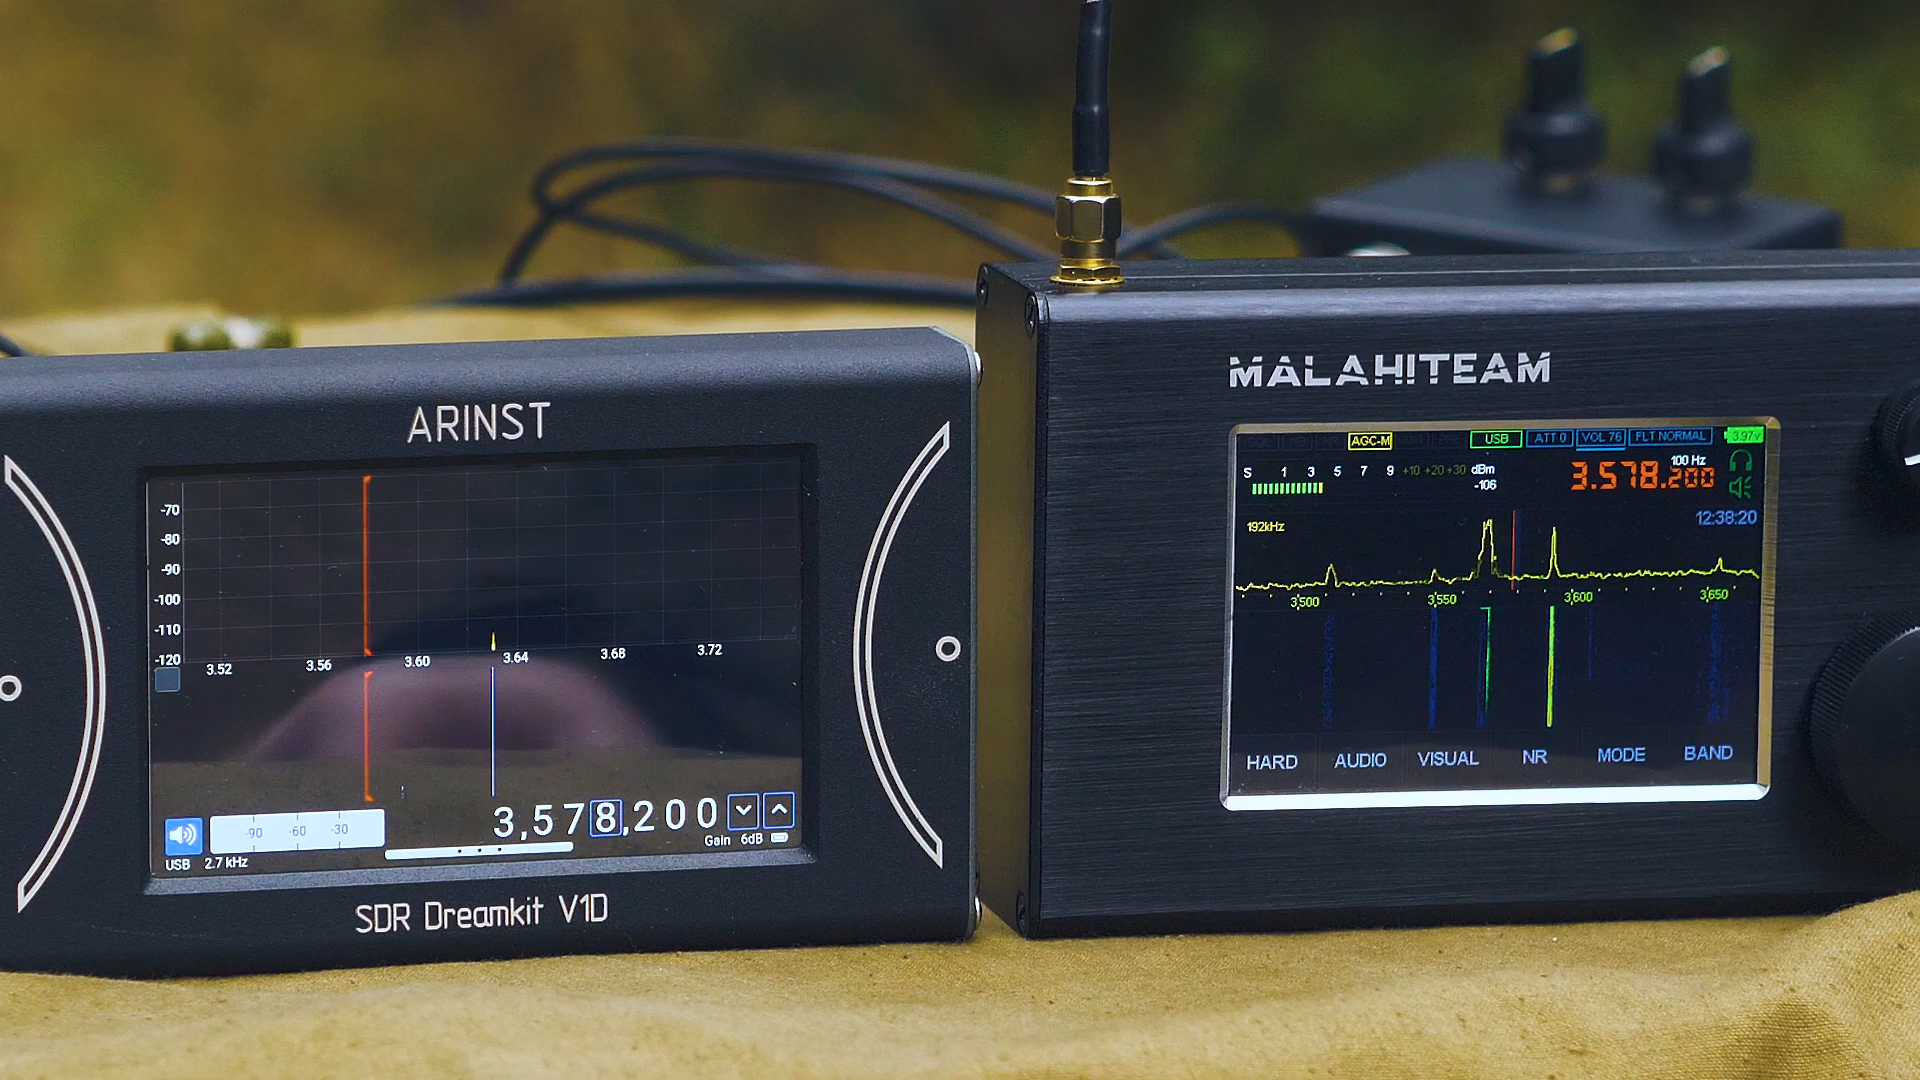 ARINST
-70
-80
-90
-100
-110
-120
3.52 3.56 3.60 3.64 3.68 3.72
-90 -60 -30
3,578,200
USB 2.7 kHz
Gain 6dB
SDR Dreamkit V1D
MALAHITEAM
AGC-M USB ATT 0 VOL 76 FLT NORMAL 3.97V
S 1 3 5 7 9 +10 +20 +30 dBm
-106
100 Hz
3.578.200
192kHz
12:38:20
3,500 3,550 3,600 3,650
HARD AUDIO VISUAL NR MODE BAND